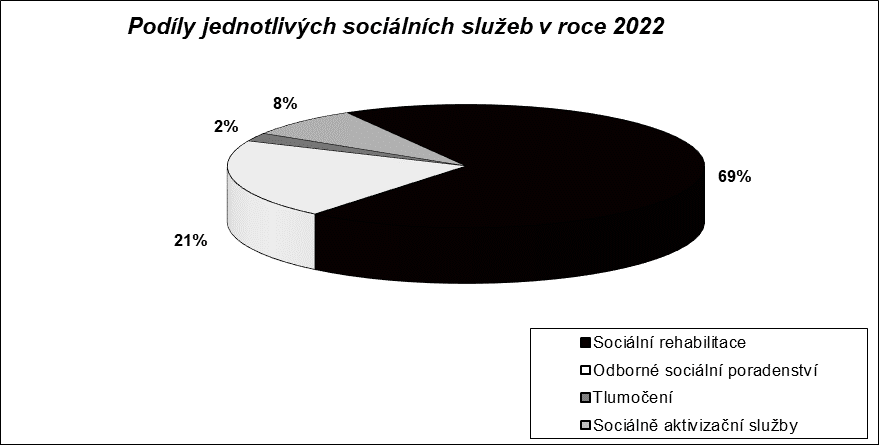 Podíly jednotlivých sociálních služeb v roce 2022
8%
2%
69%
21%
Sociální rehabilitace
Odborné sociální poradenství
Tlumočení
Sociálně aktivizační služby